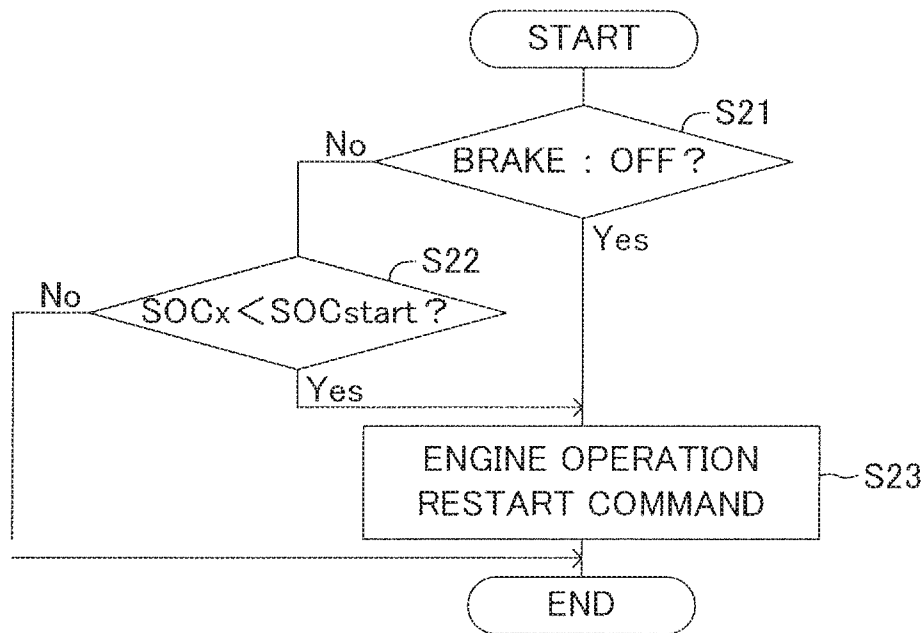 START
S21
No
BRAKE : OFF?
Yes
S22
No
SOCx<SOCstart?
Yes
ENGINE OPERATION
RESTART COMMAND
S23
END